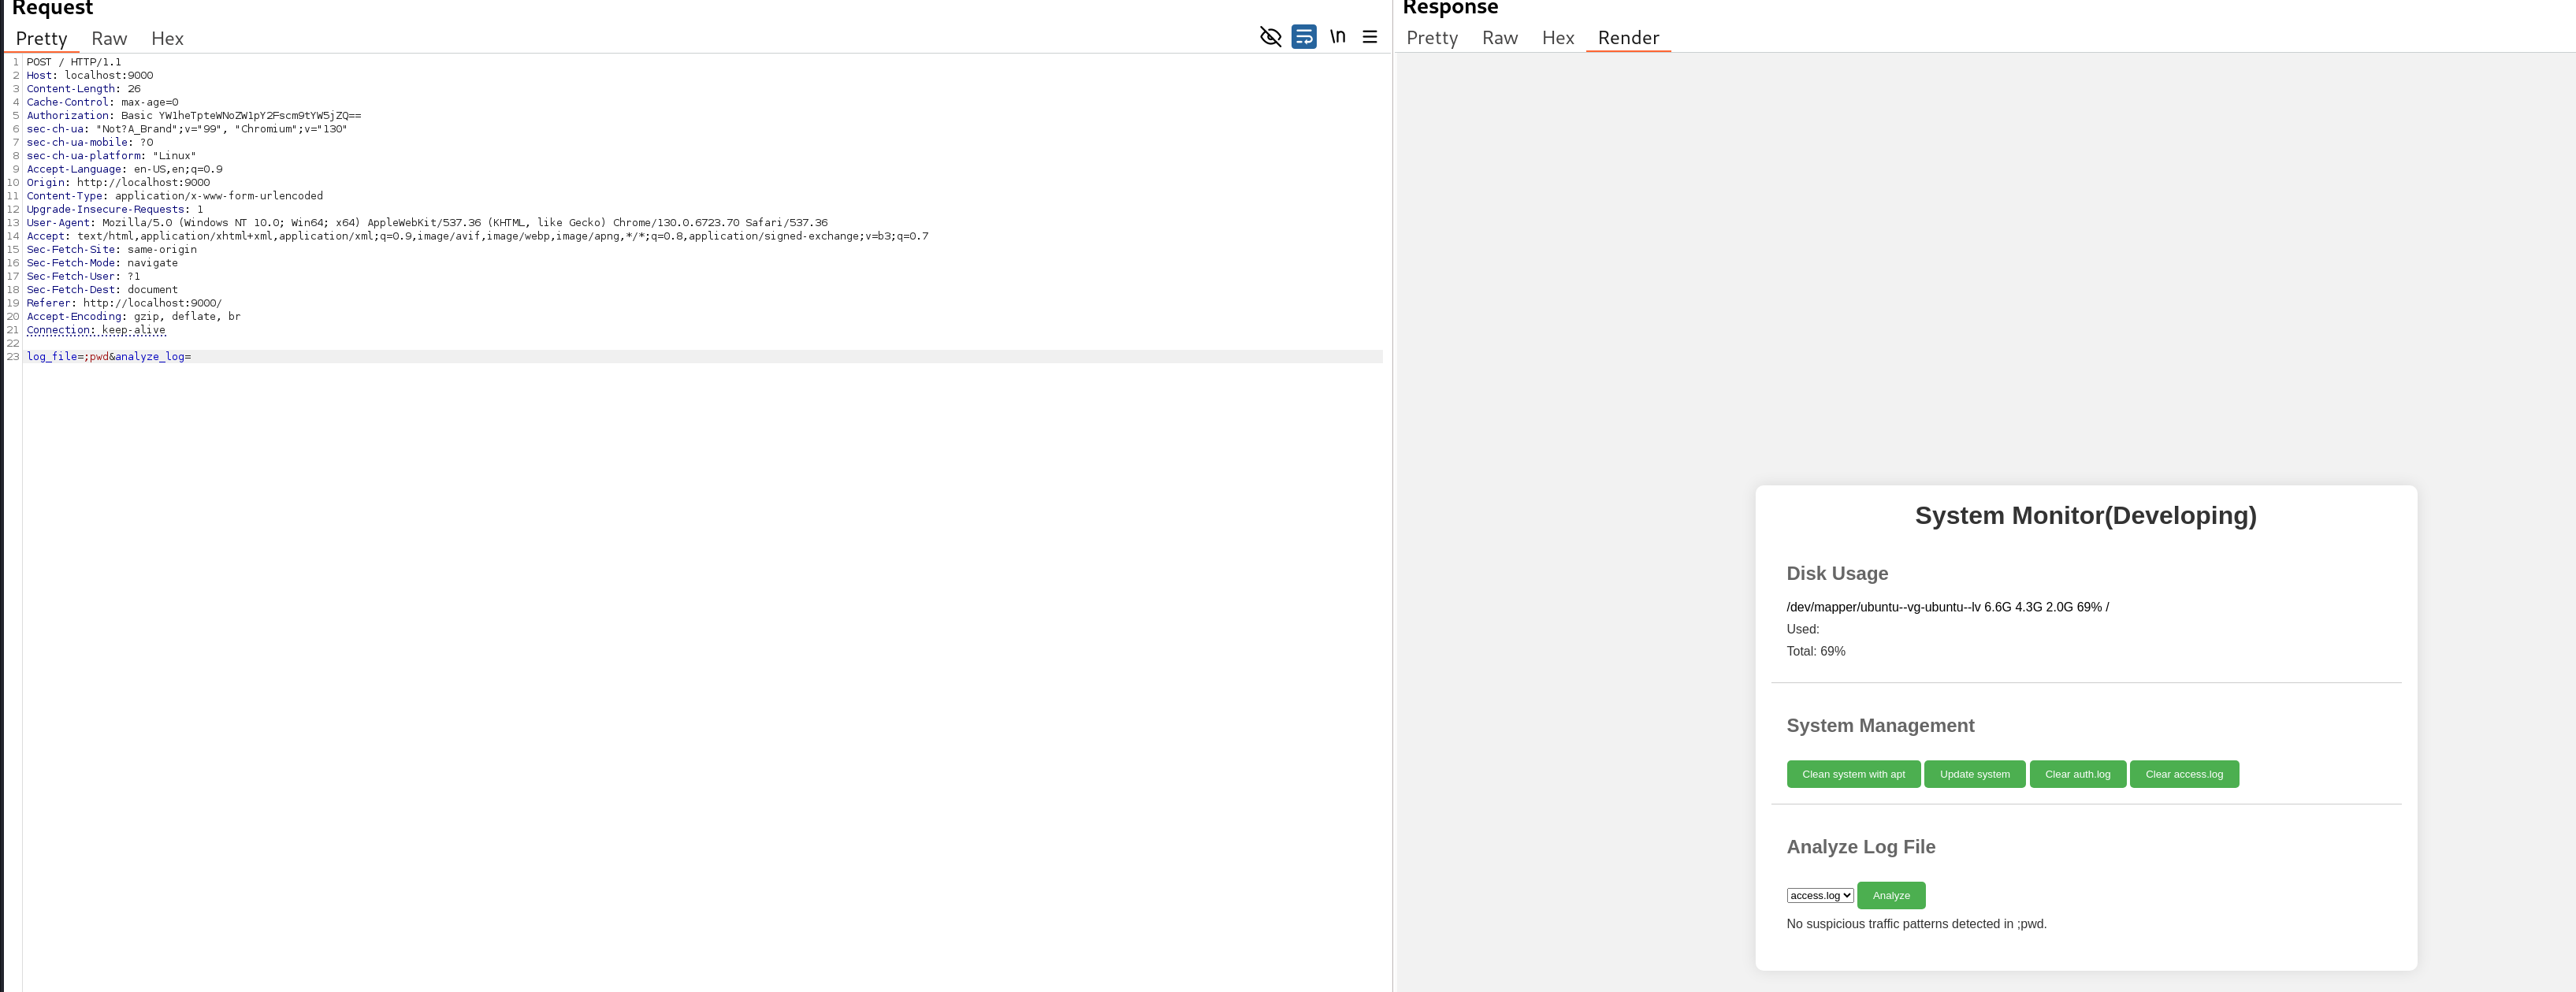 Request
Pretty Raw Hex
\n
1 POST / HTTP/1.1
2 Host: localhost:9000
3 Content-Length: 26
4 Cache-Control: max-age=0
5 Authorization: Basic YW1heTpteWNoZW1pY2Fscm9tYW5jZQ==
6 sec-ch-ua: "Not?A_Brand";v="99", "Chromium";v="130"
7 sec-ch-ua-mobile: ?0
8 sec-ch-ua-platform: "Linux"
9 Accept-Language: en-US,en;q=0.9
10 Origin: http://localhost:9000
11 Content-Type: application/x-www-form-urlencoded
12 Upgrade-Insecure-Requests: 1
13 User-Agent: Mozilla/5.0 (Windows NT 10.0; Win64; x64) AppleWebKit/537.36 (KHTML, like Gecko) Chrome/130.0.6723.70 Safari/537.36
14 Accept: text/html,application/xhtml+xml,application/xml;q=0.9,image/avif,image/webp,image/apng,*/*;q=0.8,application/signed-exchange;v=b3;q=0.7
15 Sec-Fetch-Site: same-origin
16 Sec-Fetch-Mode: navigate
17 Sec-Fetch-User: ?1
18 Sec-Fetch-Dest: document
19 Referer: http://localhost:9000/
20 Accept-Encoding: gzip, deflate, br
21 Connection: keep-alive
22
23 log_file=;pwd&analyze_log=
Response
Pretty Raw Hex Render
System Monitor(Developing)
Disk Usage
/dev/mapper/ubuntu--vg-ubuntu--lv 6.6G 4.3G 2.0G 69% /
Used:
Total: 69%
System Management
Clean system with apt Update system Clear auth.log Clear access.log
Analyze Log File
access.log Analyze
No suspicious traffic patterns detected in ;pwd.